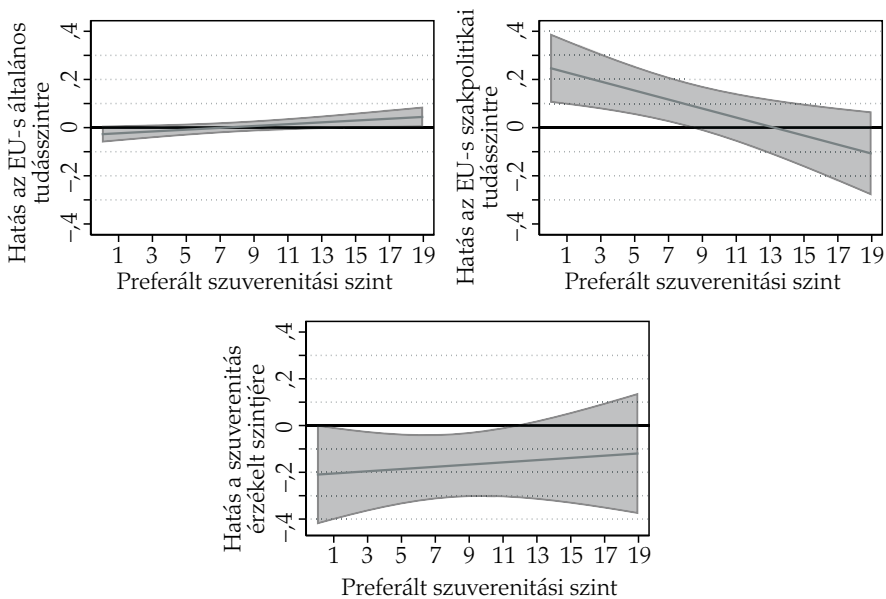 Hatás az EU-s általános
tudásszintre
,4
,2
0
–,2
–,4
1 3 5 7 9 11 13 15 17 19
Preferált szuverenitási szint
Hatás az EU-s szakpolitikai
tudásszintre
,4
,2
0
–,2
–,4
1 3 5 7 9 11 13 15 17 19
Preferált szuverenitási szint
Hatás a szuverenitás
érzékelt szintjére
,4
,2
0
–,2
–,4
1 3 5 7 9 11 13 15 17 19
Preferált szuverenitási szint